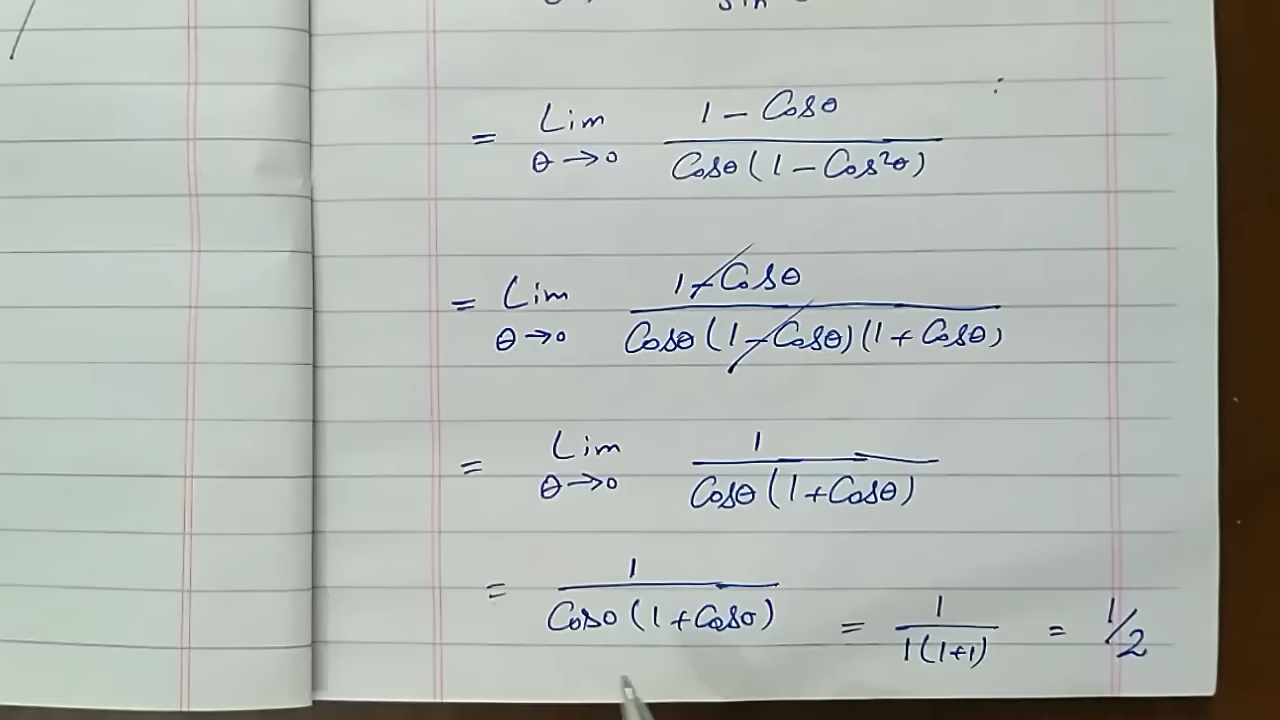 = Lim θ→0 1 - Cosθ / Cosθ(1 - Cos²θ)
= Lim θ→0 1 - Cosθ / Cosθ(1 - Cosθ)(1 + Cosθ)
= Lim θ→0 1 / Cosθ(1 + Cosθ)
= 1 / Cos0(1 + Cos0) = 1 / 1(1+1) = 1/2